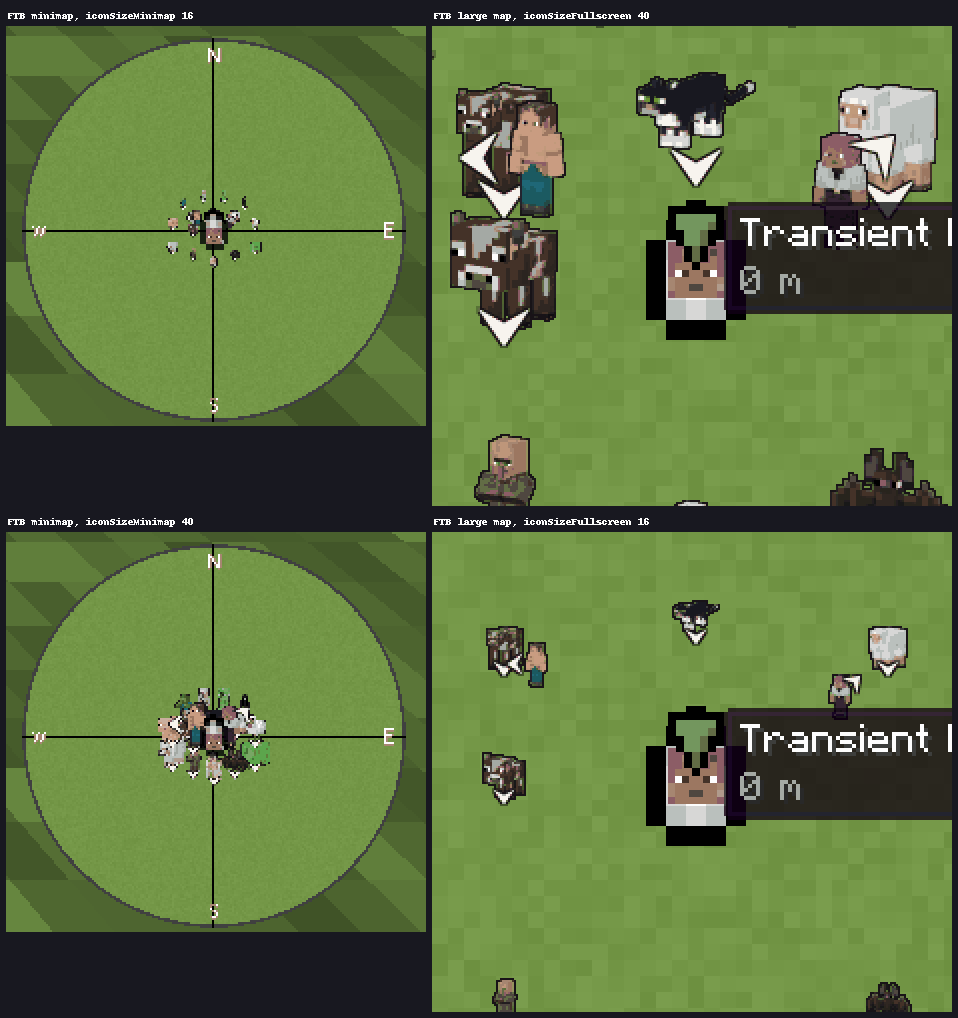 FTB minimap, iconSizeMinimap 16
FTB large map, iconSizeFullscreen 40
N
W
E
S
Transient
0 m
FTB minimap, iconSizeMinimap 40
FTB large map, iconSizeFullscreen 16
N
W
E
S
Transient
0 m